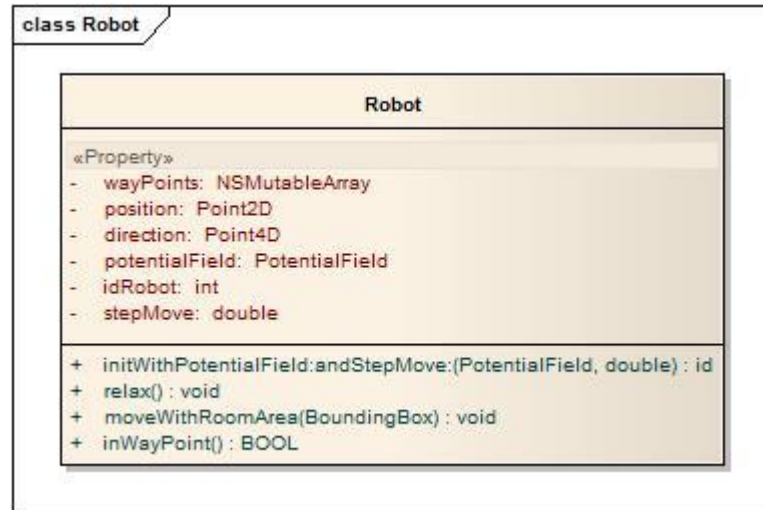 class Robot
Robot
«Property»
- wayPoints: NSMutableArray
- position: Point2D
- direction: Point4D
- potentialField: PotentialField
- idRobot: int
- stepMove: double
+ initWithPotentialField:andStepMove:(PotentialField, double) : id
+ relax() : void
+ moveWithRoomArea(BoundingBox) : void
+ inWayPoint() : BOOL